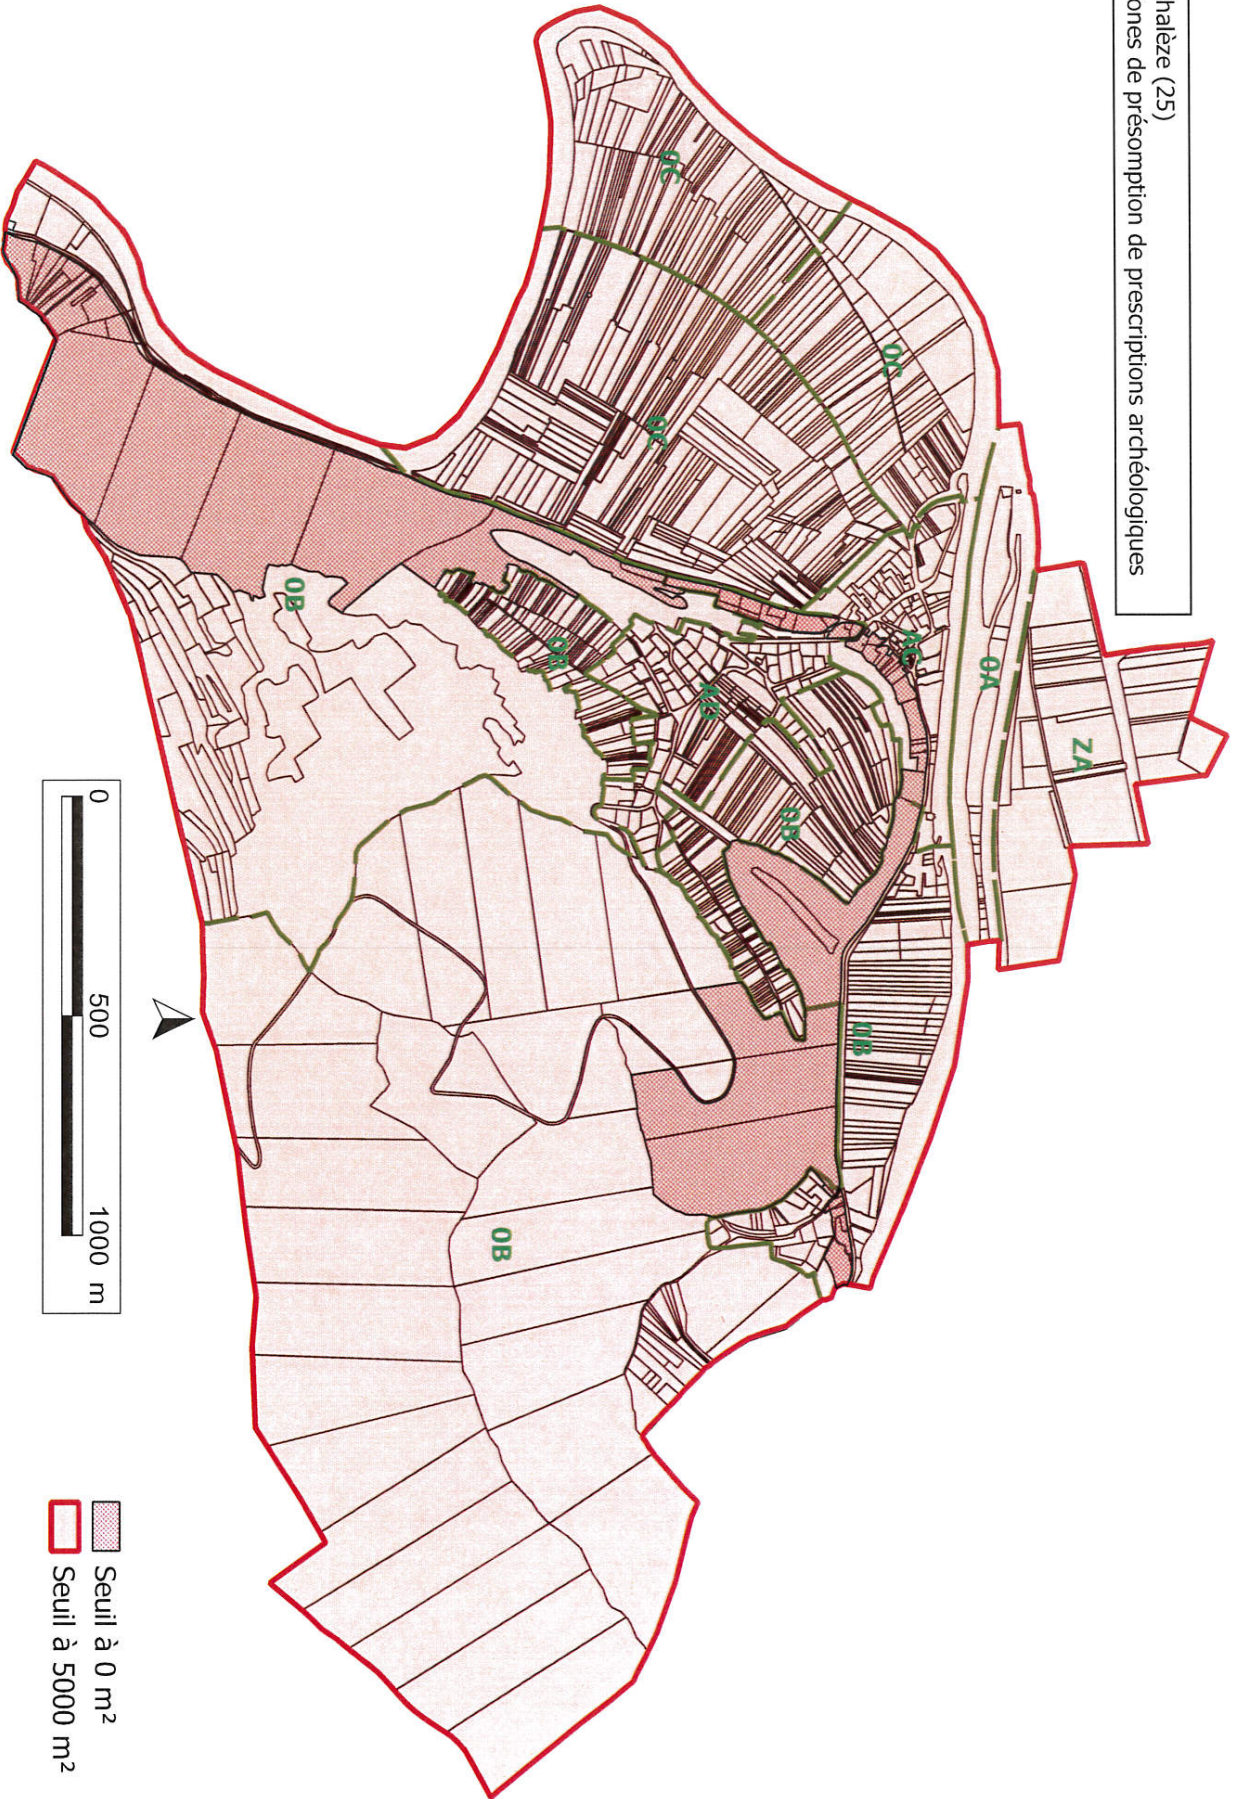 halèze (25)
ones de présomption de prescriptions archéologiques
0C
0C
0C
0A
ZA
AC
0B
0B
AD
0B
0B
0B
0 500 1000 m
Seuil à 0 m²
Seuil à 5000 m²